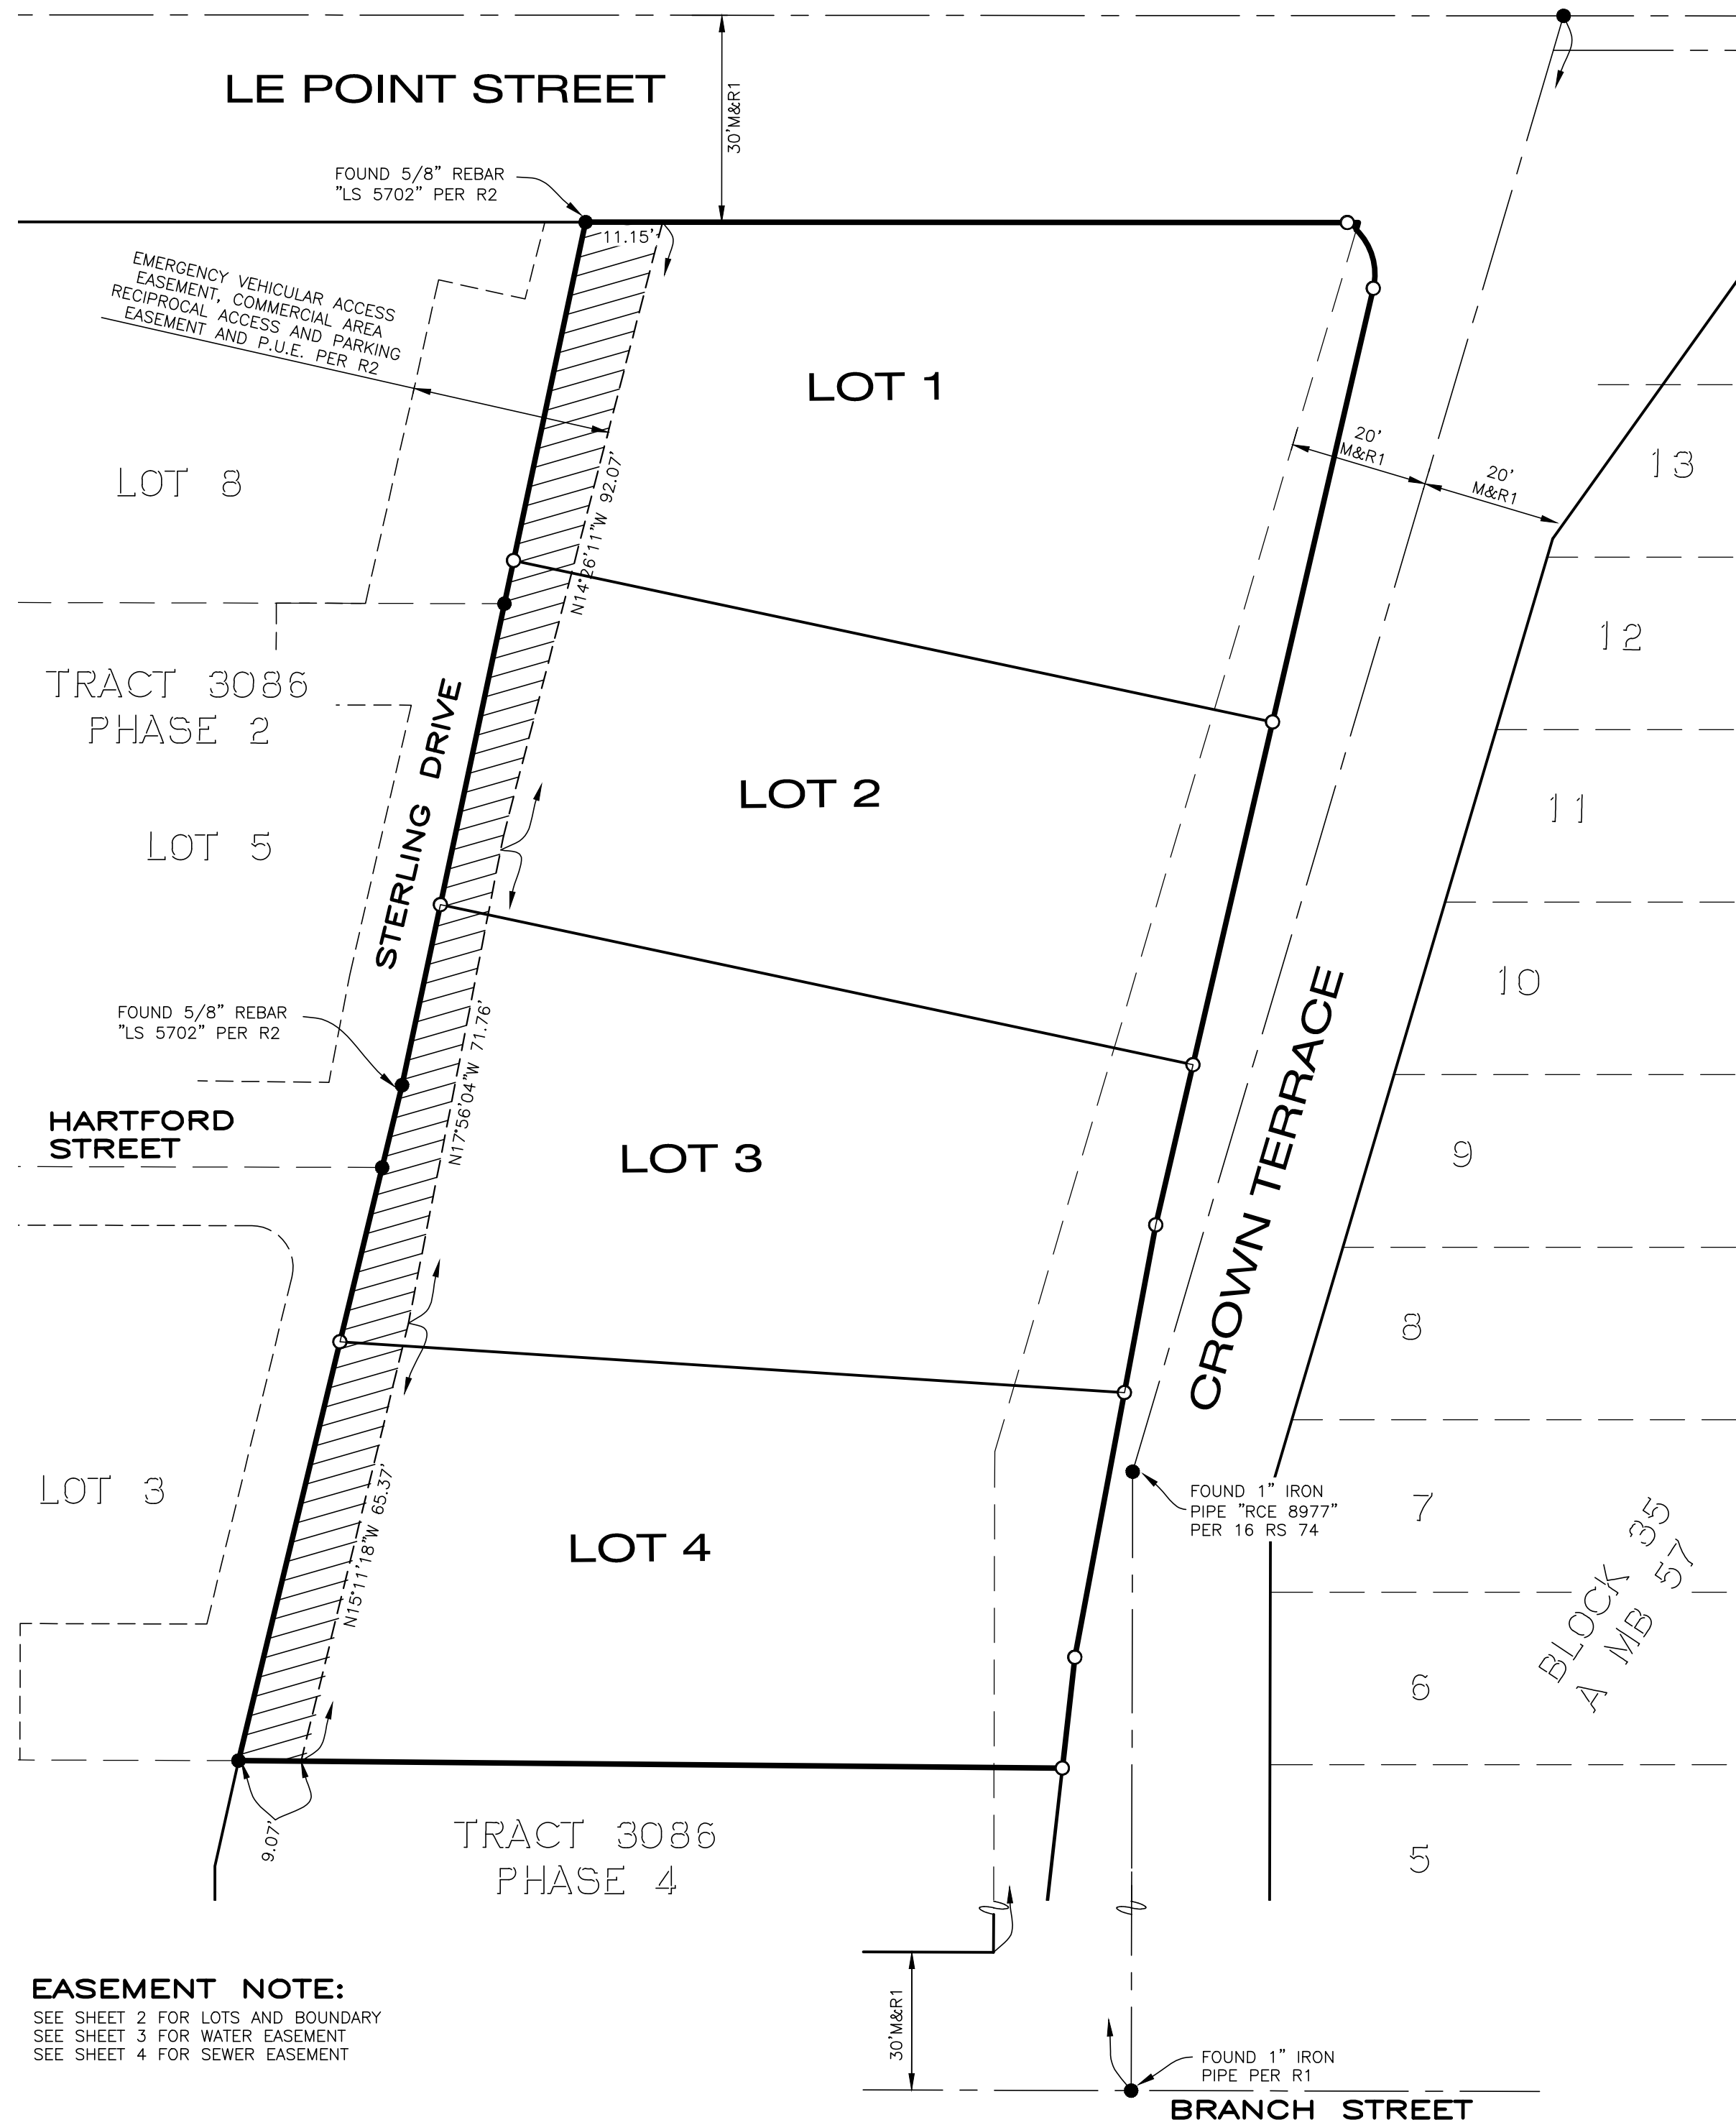 LE POINT STREET
30'M&R1
FOUND 5/8" REBAR
"LS 5702" PER R2
11.15'
EMERGENCY VEHICULAR ACCESS
EASEMENT, COMMERCIAL AREA
RECIPROCAL ACCESS AND PARKING
EASEMENT AND P.U.E. PER R2
LOT 1
20'
M&R1
20'
M&R1
13
LOT 8
N14°26'11"W 92.07'
12
TRACT 3086
PHASE 2
STERLING DRIVE
LOT 2
11
LOT 5
10
FOUND 5/8" REBAR
"LS 5702" PER R2
N17°56'04"W 71.76'
CROWN TERRACE
HARTFORD
STREET
LOT 3
9
8
LOT 3
N15°11'18"W 65.37'
LOT 4
FOUND 1" IRON
PIPE "RCE 8977"
PER 16 RS 74
7
BLOCK 35
A MB 57
6
9.07'
TRACT 3086
PHASE 4
5
EASEMENT NOTE:
SEE SHEET 2 FOR LOTS AND BOUNDARY
SEE SHEET 3 FOR WATER EASEMENT
SEE SHEET 4 FOR SEWER EASEMENT
30'M&R1
FOUND 1" IRON
PIPE PER R1
BRANCH STREET